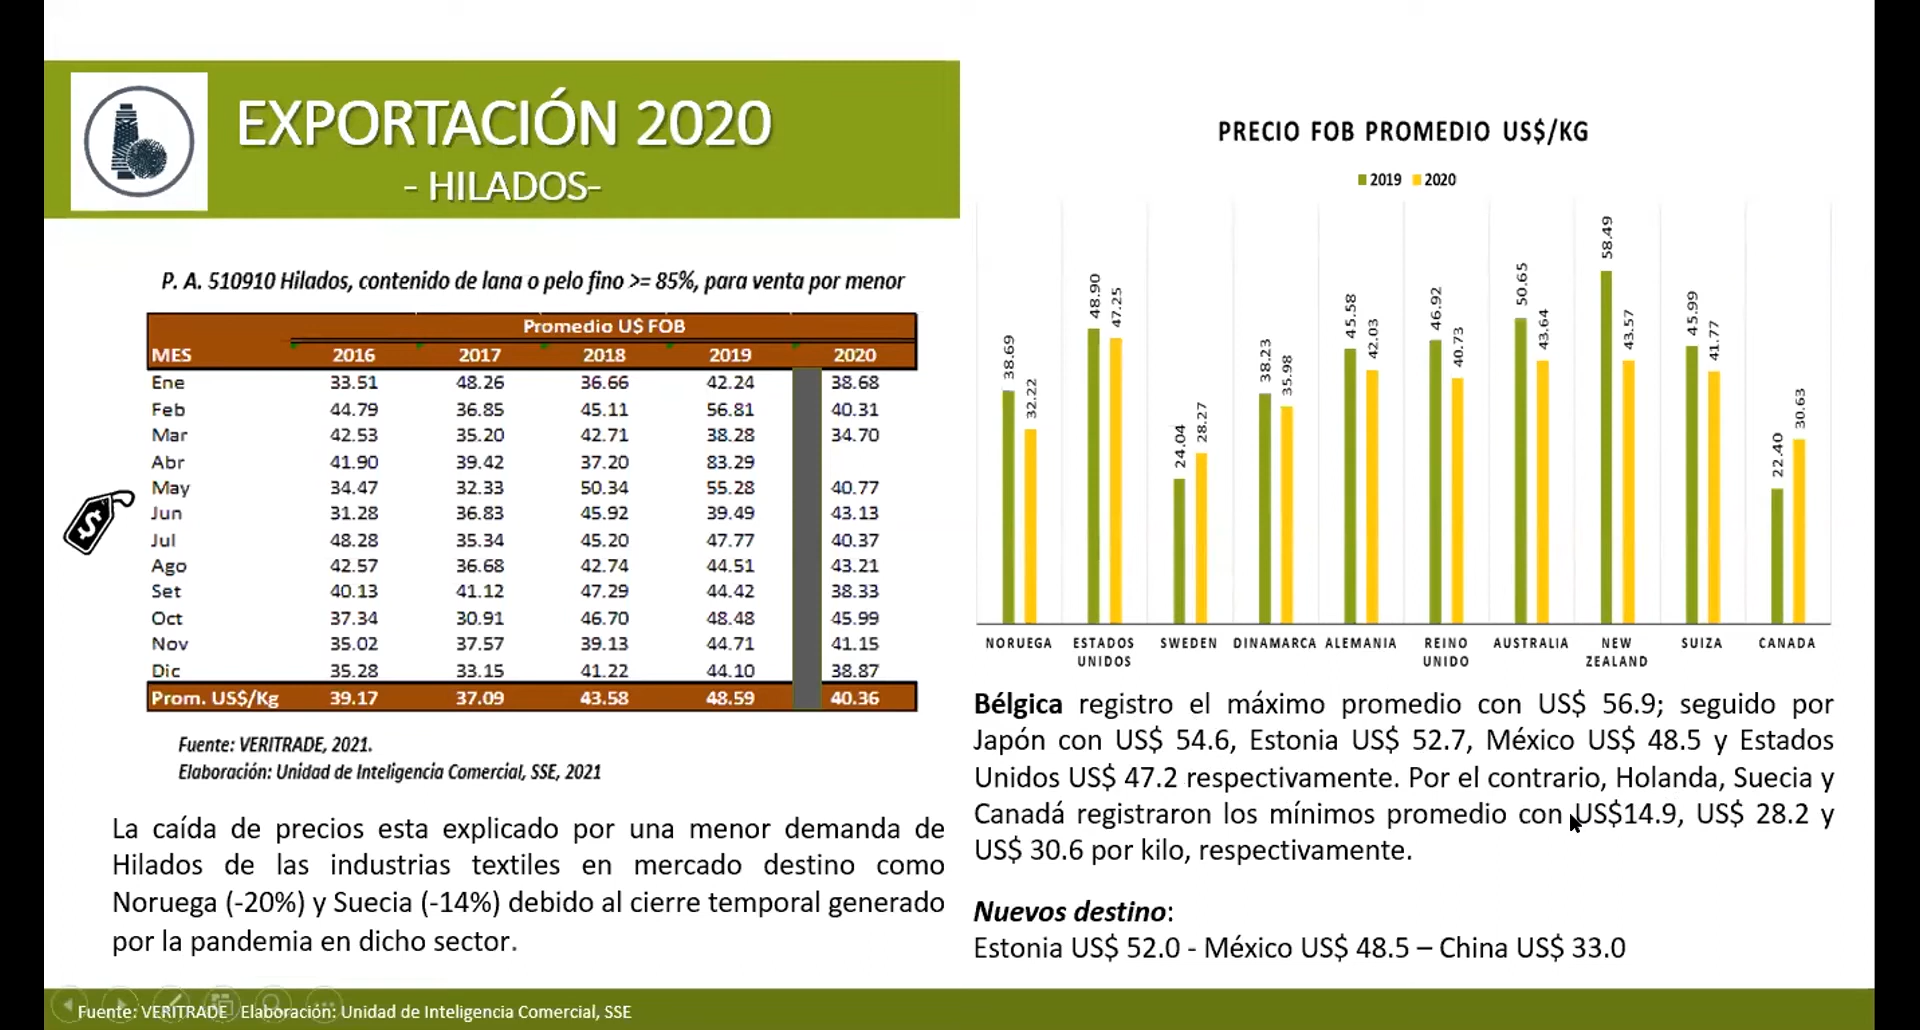 EXPORTACIÓN 2020
- HILADOS-
P. A. 510910 Hilados, contenido de lana o pelo fino >= 85%, para venta por menor
Promedio U$ FOB
MES 2016 2017 2018 2019 2020
Ene 33.51 48.26 36.66 42.24 38.68
Feb 44.79 36.85 45.11 56.81 40.31
Mar 42.53 35.20 42.71 38.28 34.70
Abr 41.90 39.42 37.20 83.29
May 34.47 32.33 50.34 55.28 40.77
Jun 31.28 36.83 45.92 39.49 43.13
Jul 48.28 35.34 45.20 47.77 40.37
Ago 42.57 36.68 42.74 44.51 43.21
Set 40.13 41.12 47.29 44.42 38.33
Oct 37.34 30.91 46.70 48.48 45.99
Nov 35.02 37.57 39.13 44.71 41.15
Dic 35.28 33.15 41.22 44.10 38.87
Prom. US$/Kg 39.17 37.09 43.58 48.59 40.36
$
Fuente: VERITRADE, 2021.
Elaboración: Unidad de Inteligencia Comercial, SSE, 2021
La caída de precios esta explicado por una menor demanda de
Hilados de las industrias textiles en mercado destino como
Noruega (-20%) y Suecia (-14%) debido al cierre temporal generado
por la pandemia en dicho sector.
PRECIO FOB PROMEDIO US$/KG
2019 2020
38.69 32.22 48.90 47.25 24.04 28.27 38.23 35.98 45.58 42.03 46.92 40.73 50.65 43.64 58.49 43.57 45.99 41.77 22.40 30.63
NORUEGA ESTADOS UNIDOS SWEDEN DINAMARCA ALEMANIA REINO UNIDO AUSTRALIA NEW ZEALAND SUIZA CANADA
Bélgica registro el máximo promedio con US$ 56.9; seguido por
Japón con US$ 54.6, Estonia US$ 52.7, México US$ 48.5 y Estados
Unidos US$ 47.2 respectivamente. Por el contrario, Holanda, Suecia y
Canadá registraron los mínimos promedio con US$14.9, US$ 28.2 y
US$ 30.6 por kilo, respectivamente.
Nuevos destino:
Estonia US$ 52.0 - México US$ 48.5 – China US$ 33.0
Fuente: VERITRADE Elaboración: Unidad de Inteligencia Comercial, SSE